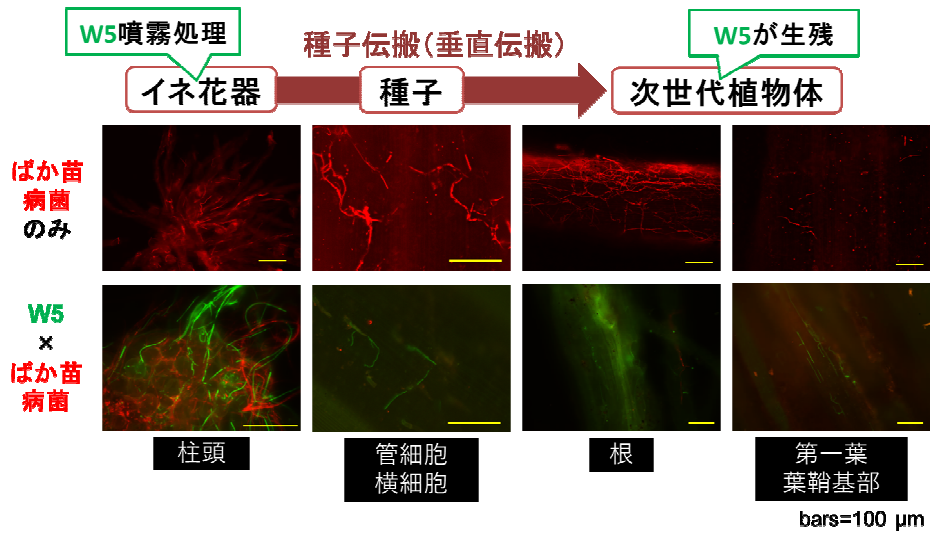 W5噴霧処理
種子伝搬(垂直伝搬)
W5が生残
イネ花器
種子
次世代植物体
ばか苗
病菌
のみ
W5
×
ばか苗
病菌
柱頭
管細胞
横細胞
根
第一葉
葉鞘基部
bars=100 μm